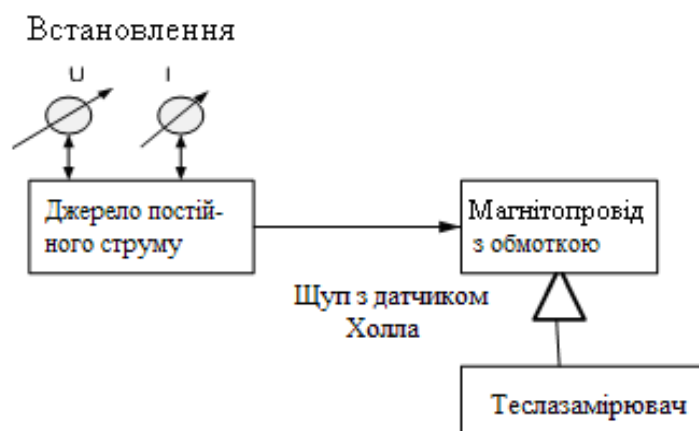 Встановлення
U I
Джерело постій-
ного струму
Магнітопровід
з обмоткою
Щуп з датчиком
Холла
Теслазамірювач